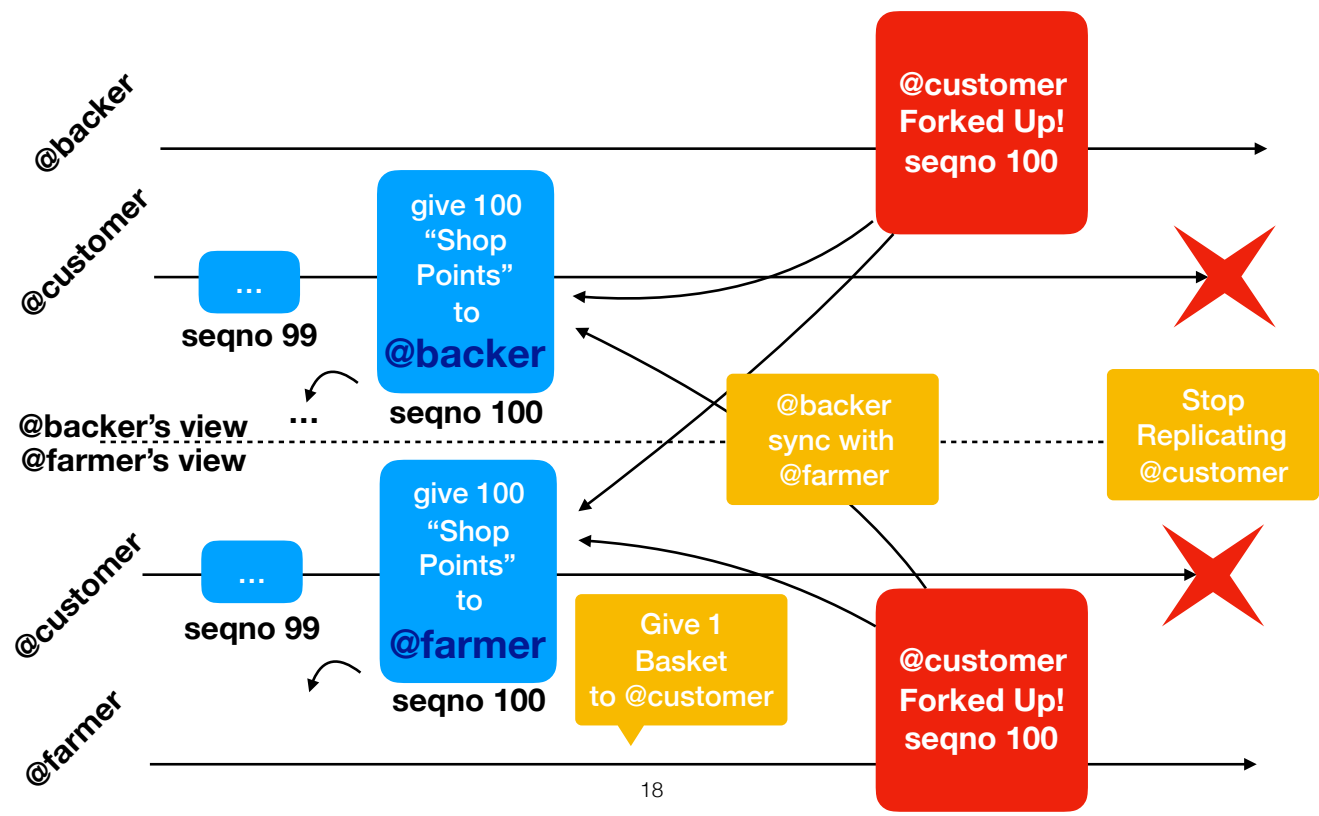 @backer
@customer
Forked Up!
seqno 100
@customer
...
seqno 99
give 100
“Shop
Points”
to
@backer
seqno 100
...
@backer’s view
@farmer’s view
@backer
sync with
@farmer
Stop
Replicating
@customer
@customer
...
seqno 99
give 100
“Shop
Points”
to
@farmer
seqno 100
Give 1
Basket
to @customer
@customer
Forked Up!
seqno 100
@farmer
18